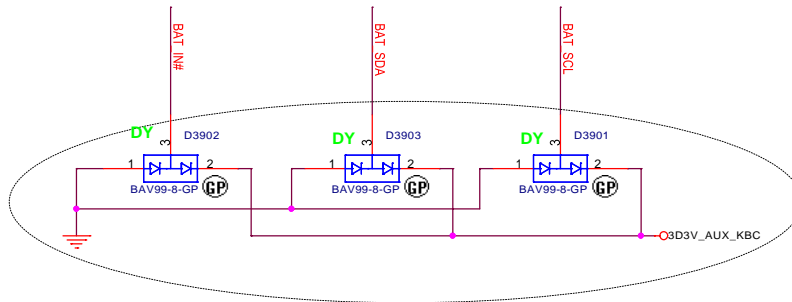 BAT_IN#
BAT_SDA
BAT_SCL
DY
3
D3902
DY
3
D3903
DY
3
D3901
1
2
1
2
1
2
BAV99-8-GP
GP
BAV99-8-GP
GP
BAV99-8-GP
GP
3D3V_AUX_KBC